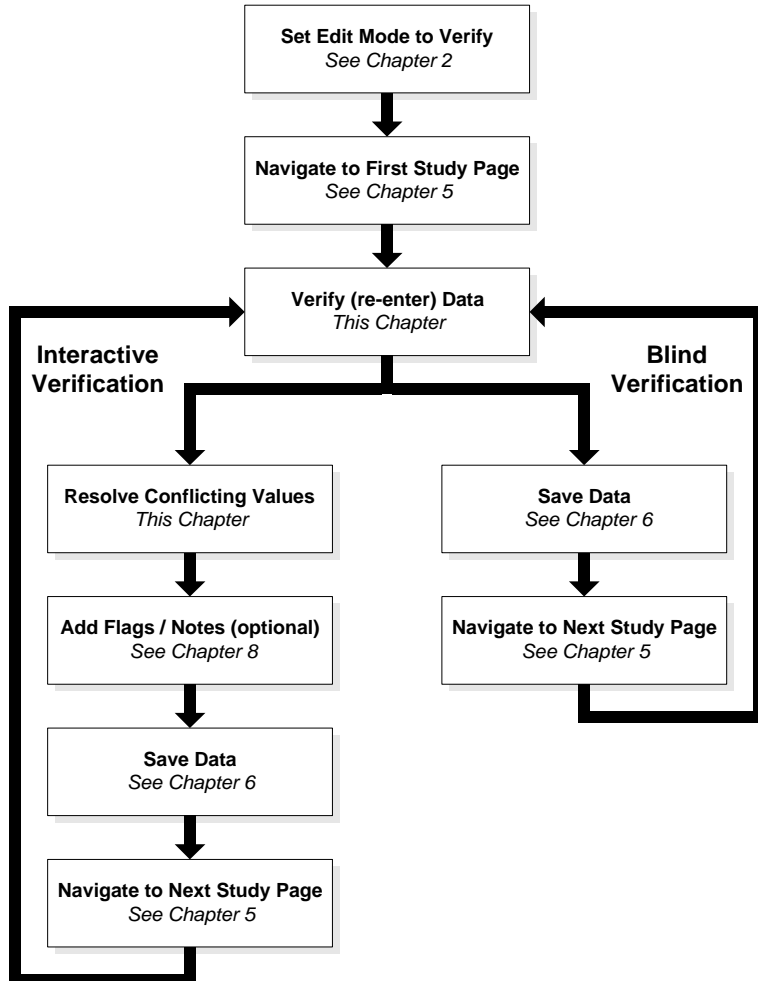 Set Edit Mode to Verify
See Chapter 2
Navigate to First Study Page
See Chapter 5
Verify (re-enter) Data
This Chapter
Interactive
Verification
Blind
Verification
Resolve Conflicting Values
This Chapter
Add Flags / Notes (optional)
See Chapter 8
Save Data
See Chapter 6
Navigate to Next Study Page
See Chapter 5
Save Data
See Chapter 6
Navigate to Next Study Page
See Chapter 5